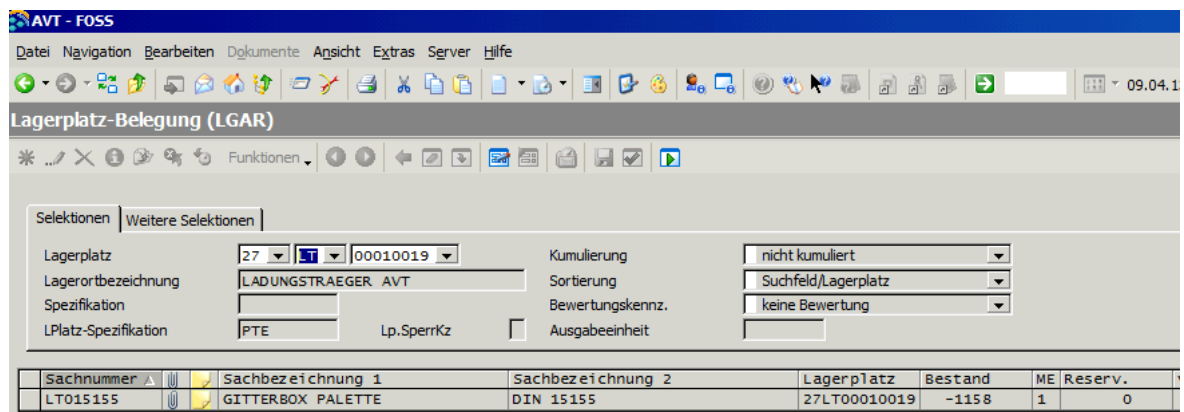 AVT - FOSS
Datei Navigation Bearbeiten Dokumente Ansicht Extras Server Hilfe
09.04.1
Lagerplatz-Belegung (LGAR)
Funktionen
Selektionen Weitere Selektionen
Lagerplatz 27 LT 00010019 Kumulierung nicht kumuliert
Lagerortbezeichnung LADUNGSTRAEGER AVT Sortierung Suchfeld/Lagerplatz
Spezifikation Bewertungskennz. keine Bewertung
LPlatz-Spezifikation PTE Lp.SperrKz Ausgabeeinheit
Sachnummer Sachbezeichnung 1 Sachbezeichnung 2 Lagerplatz Bestand ME Reserv.
LT015155 GITTERBOX PALETTE DIN 15155 27LT00010019 -1158 1 0